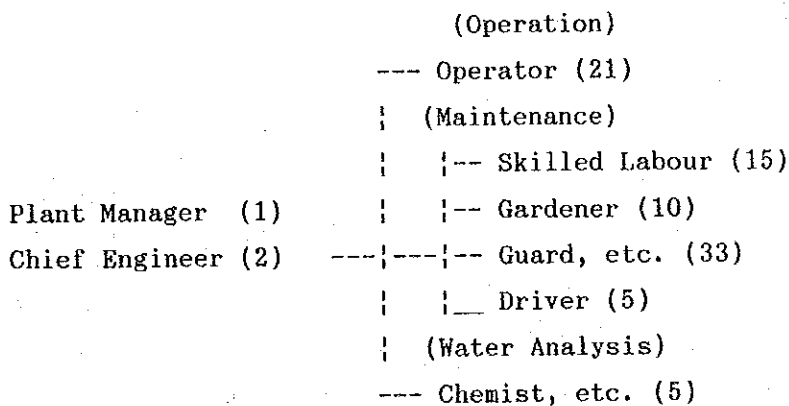 (Operation)
--- Operator (21)
¦ (Maintenance)
¦ ¦-- Skilled Labour (15)
Plant Manager (1) ¦ ¦-- Gardener (10)
Chief Engineer (2) ---¦---¦-- Guard, etc. (33)
¦ ¦__ Driver (5)
¦ (Water Analysis)
--- Chemist, etc. (5)